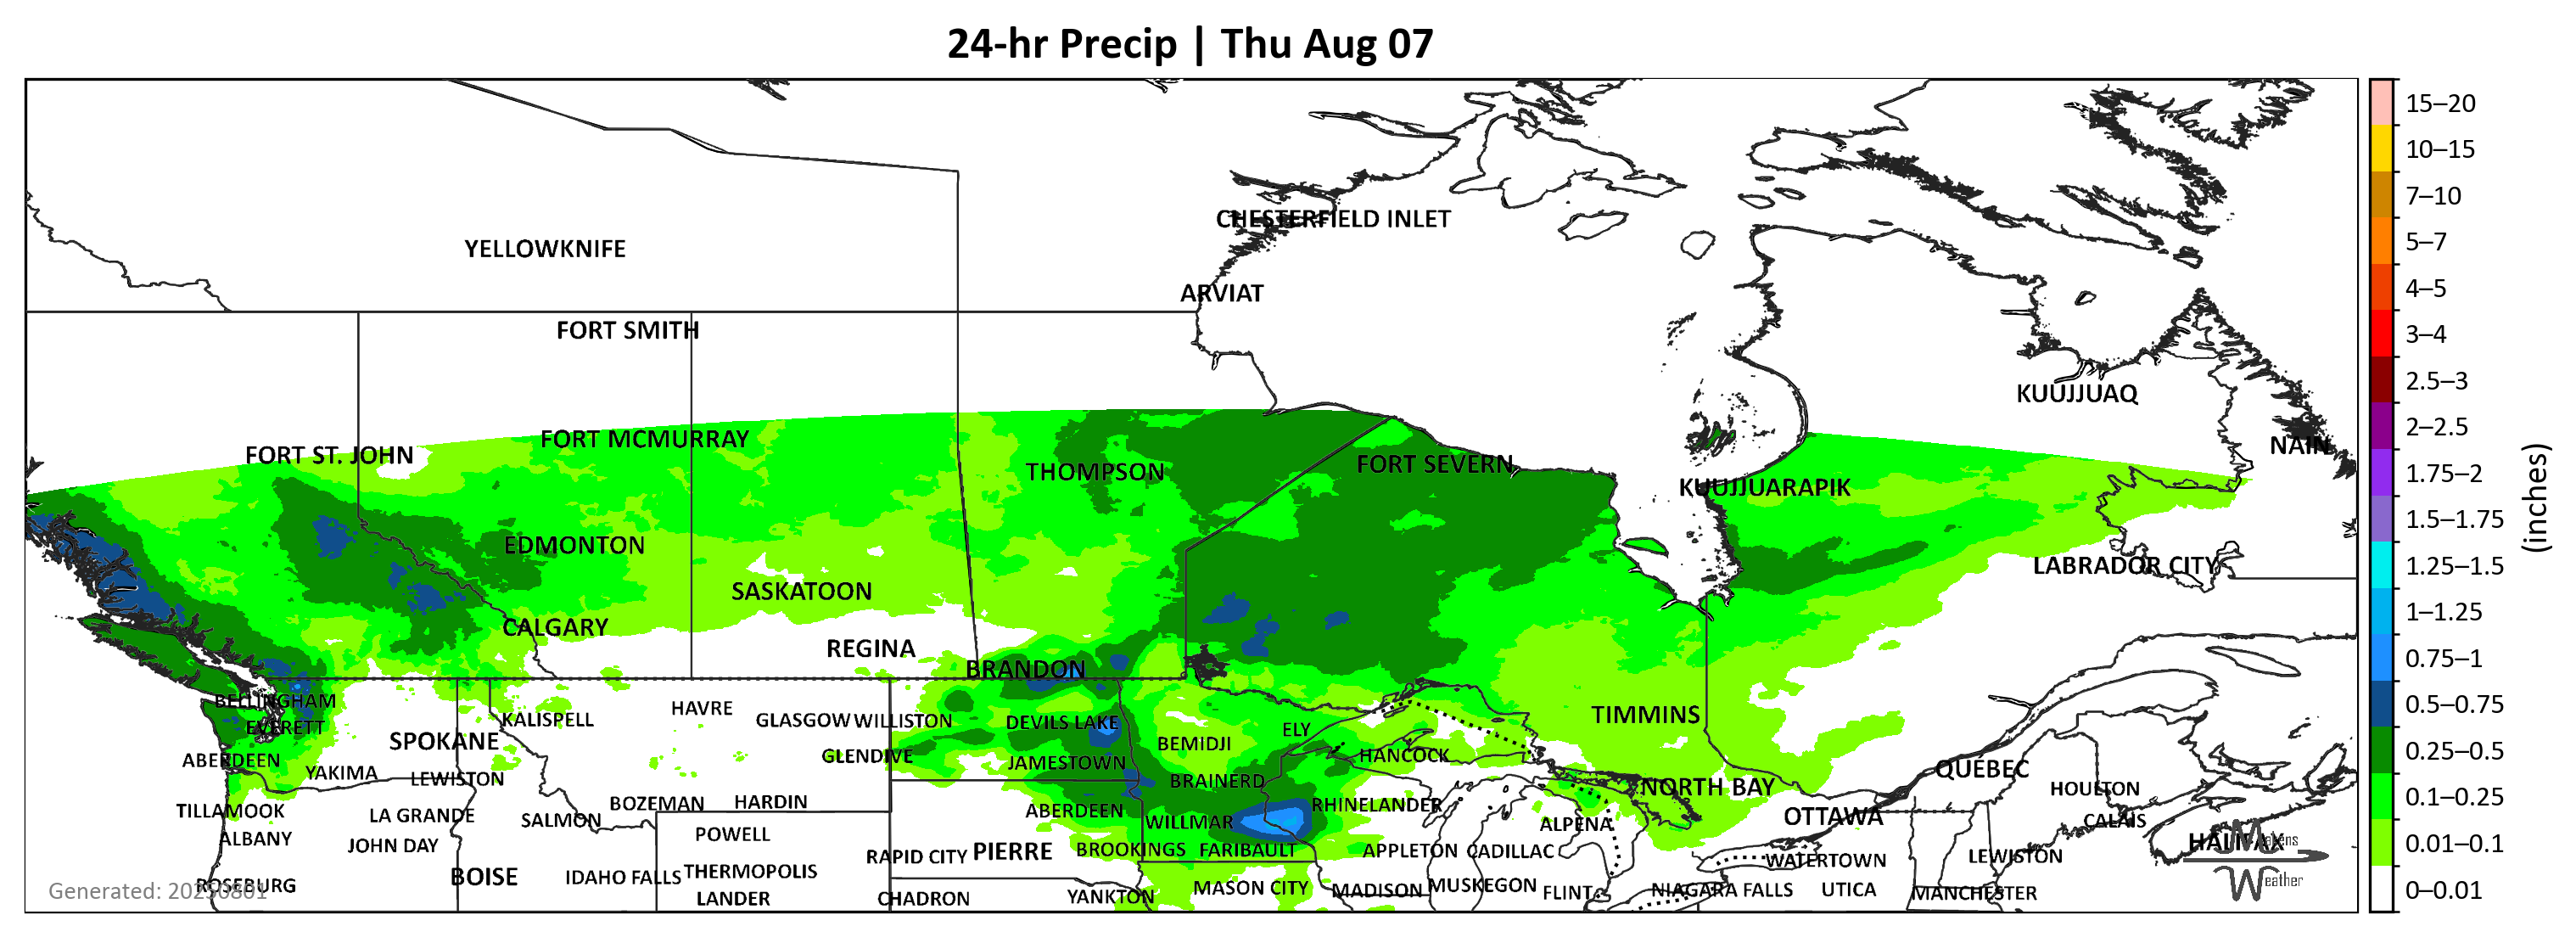 24-hr Precip | Thu Aug 07
CHESTERFIELD INLET
YELLOWKNIFE
ARVIAT
FORT SMITH
KUUJJUAQ
FORT MCMURRAY
NAIN
FORT ST. JOHN
THOMPSON
FORT SEVERN
KUUJJUARAPIK
EDMONTON
LABRADOR CITY
SASKATOON
CALGARY
REGINA
BRANDON
BELLINGHAM
HAVRE
KALISPELL
GLASGOW
WILLISTON
DEVILS LAKE
TIMMINS
EVERETT
ELY
SPOKANE
BEMIDJI
GLENDIVE
HANCOCK
ABERDEEN
JAMESTOWN
QUÉBEC
YAKIMA
LEWISTON
BRAINERD
NORTH BAY
HOULTON
BOZEMAN
HARDIN
RHINELANDER
TILLAMOOK
LA GRANDE
SALMON
ABERDEEN
WILLMAR
ALPENA
OTTAWA
CALAIS
ALBANY
JOHN DAY
POWELL
HALIFAX
RAPID CITY
PIERRE
BROOKINGS
FARIBAULT
APPLETON
CADILLAC
WATERTOWN
LEWISTON
BOISE
IDAHO FALLS
THERMOPOLIS
ROSEBURG
MASON CITY
MADISON
MUSKEGON
FLINT
NIAGARA FALLS
UTICA
MANCHESTER
LANDER
CHADRON
YANKTON
Generated: 20250801
Weather
15–20
10–15
7–10
5–7
4–5
3–4
2.5–3
2–2.5
1.75–2
1.5–1.75
1.25–1.5
1–1.25
0.75–1
0.5–0.75
0.25–0.5
0.1–0.25
0.01–0.1
0–0.01
(inches)